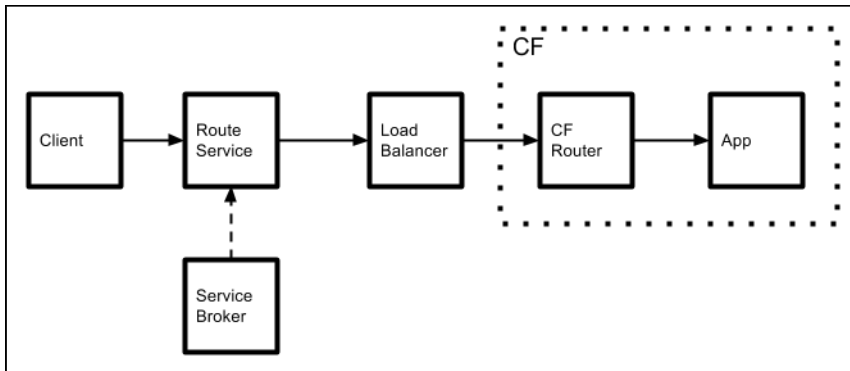 CF
Client
Route
Service
Load
Balancer
CF
Router
App
Service
Broker